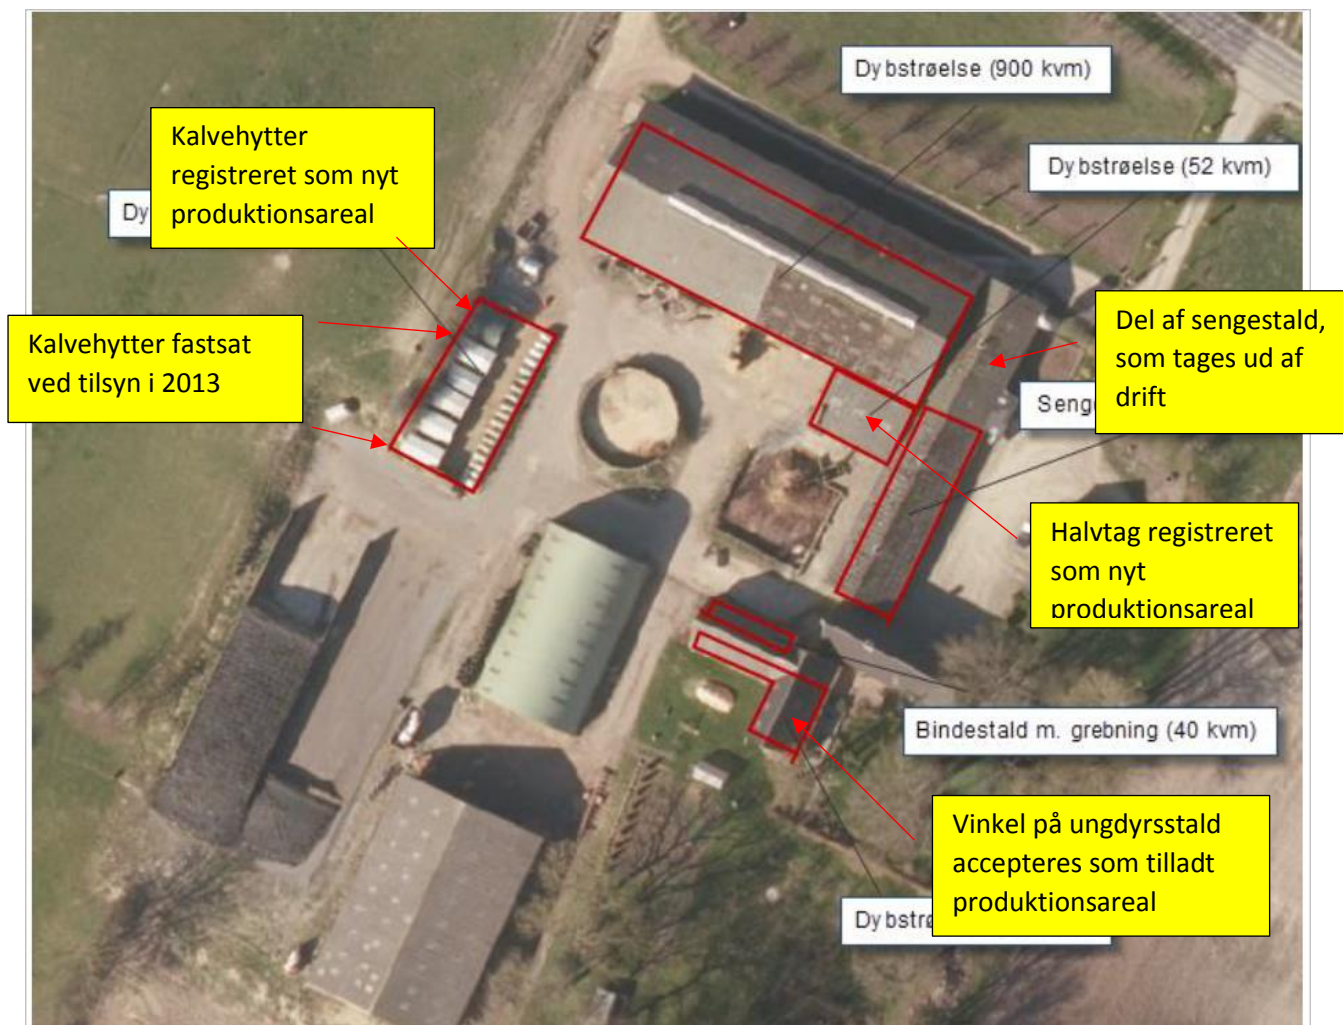 Dybstrøelse (900 kvm)
Kalvehytter
registreret som nyt
produktionsareal
Dybstrøelse (52 kvm)
Dy
Kalvehytter fastsat
ved tilsyn i 2013
Del af sengestald,
som tages ud af
drift
Seng
Halvtag registreret
som nyt
produktionsareal
Bindestald m. grebning (40 kvm)
Vinkel på ungdyrsstald
accepteres som tilladt
produktionsareal
Dybstrø